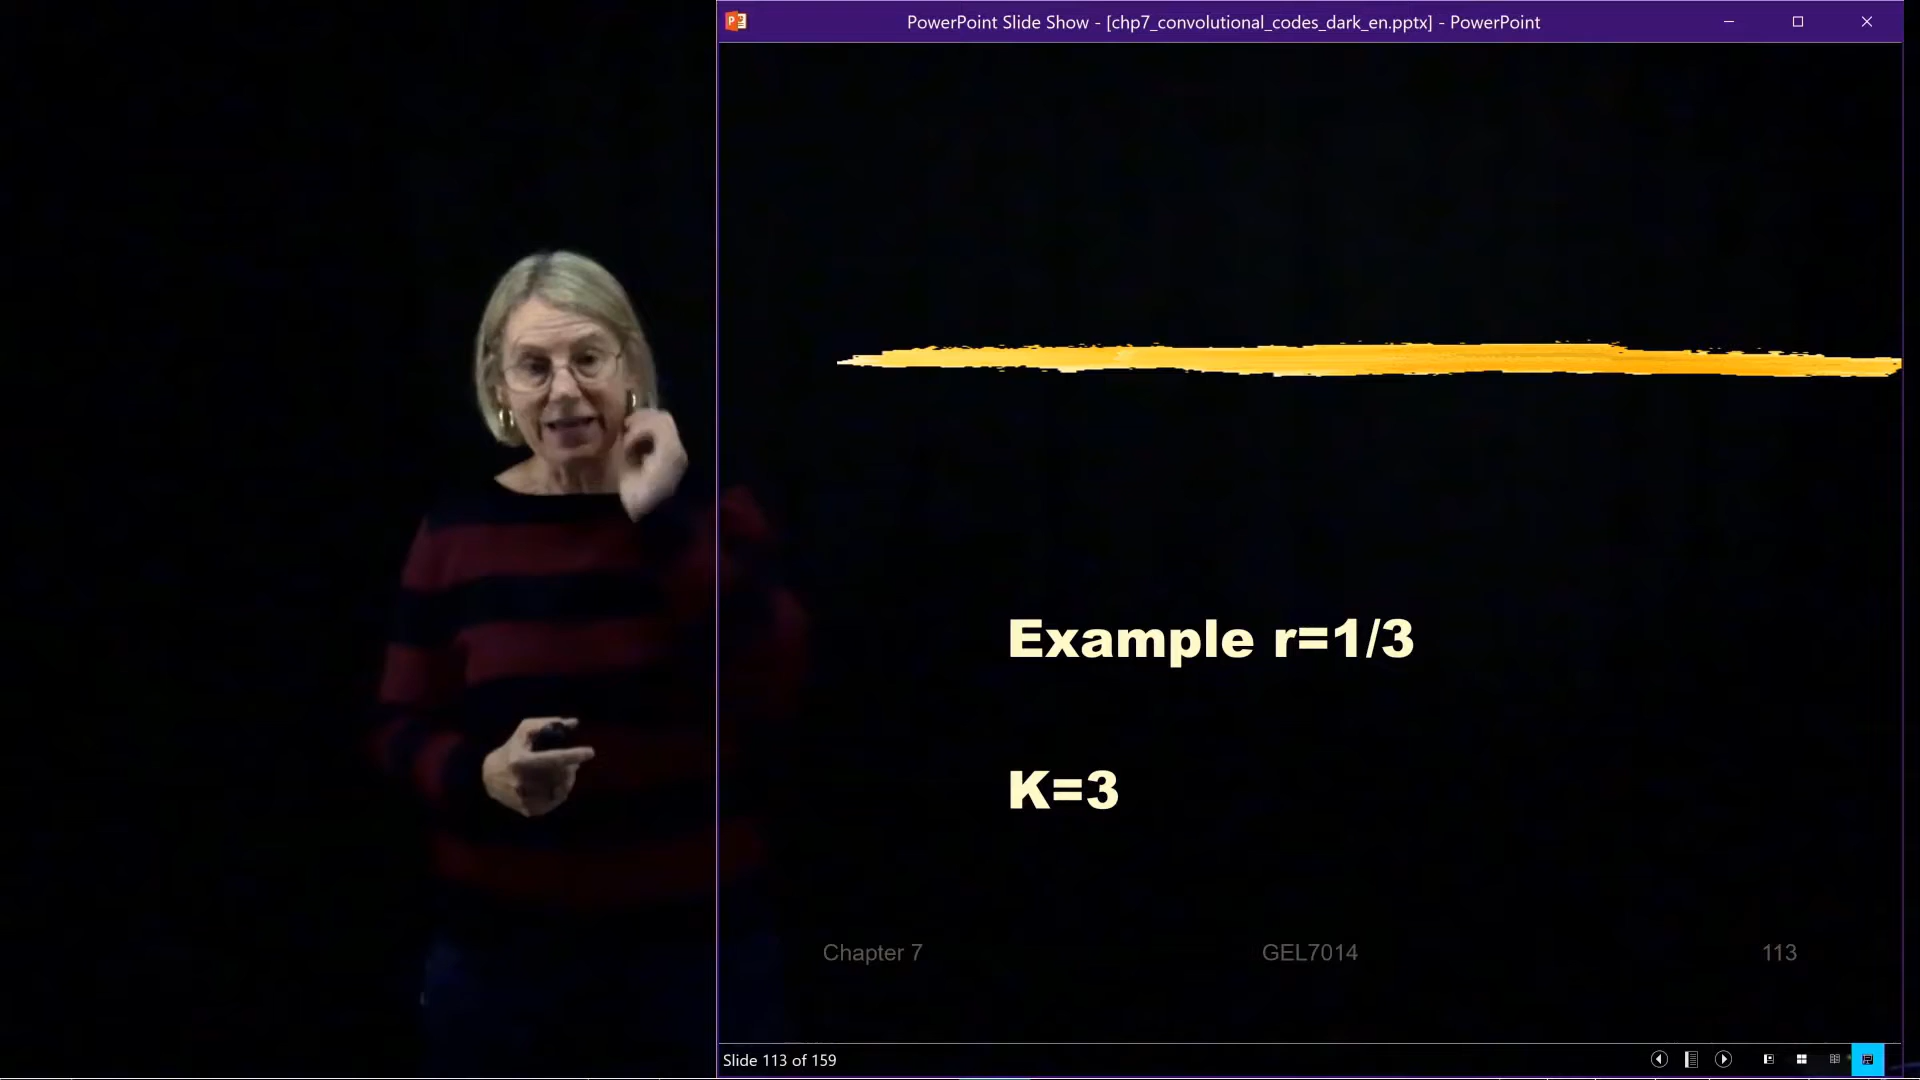 PowerPoint Slide Show - [chp7_convolutional_codes_dark_en.pptx] - PowerPoint
Example r=1/3
K=3
Chapter 7 GEL7014 113
Slide 113 of 159